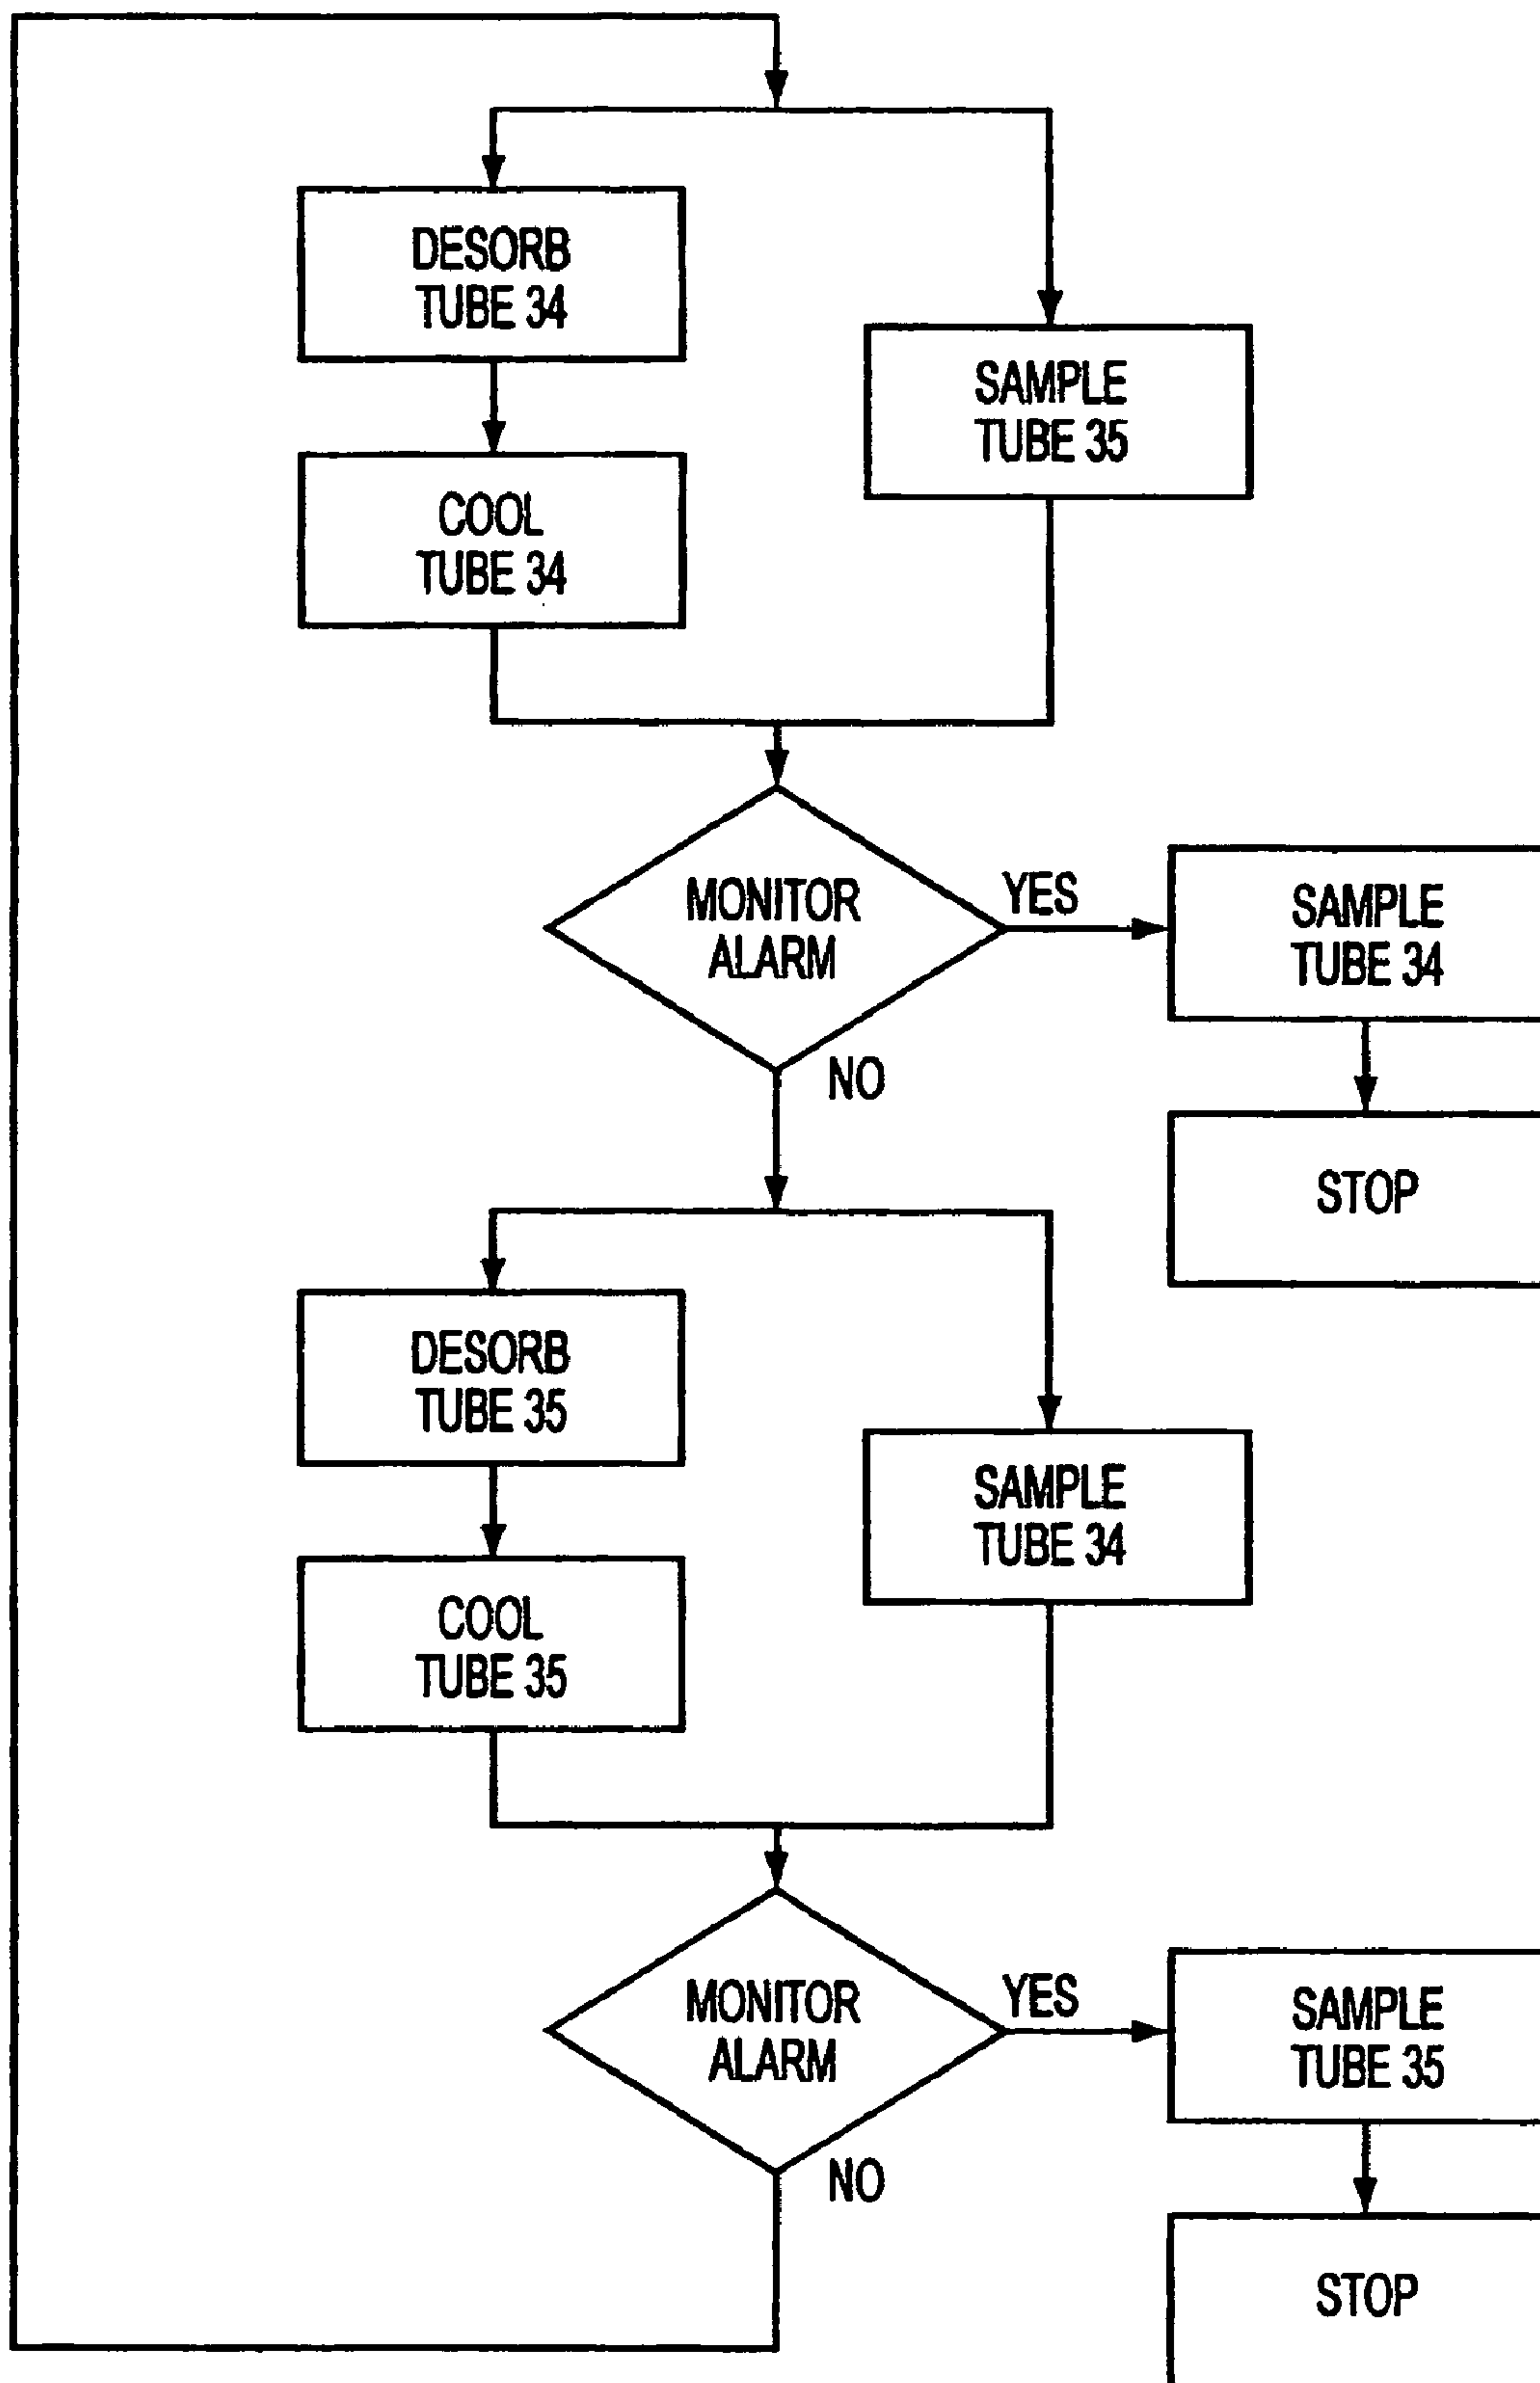 DESORB
TUBE 34
SAMPLE
TUBE 35
COOL
TUBE 34
MONITOR
ALARM
YES
SAMPLE
TUBE 34
NO
STOP
DESORB
TUBE 35
SAMPLE
TUBE 34
COOL
TUBE 35
MONITOR
ALARM
YES
SAMPLE
TUBE 35
NO
STOP